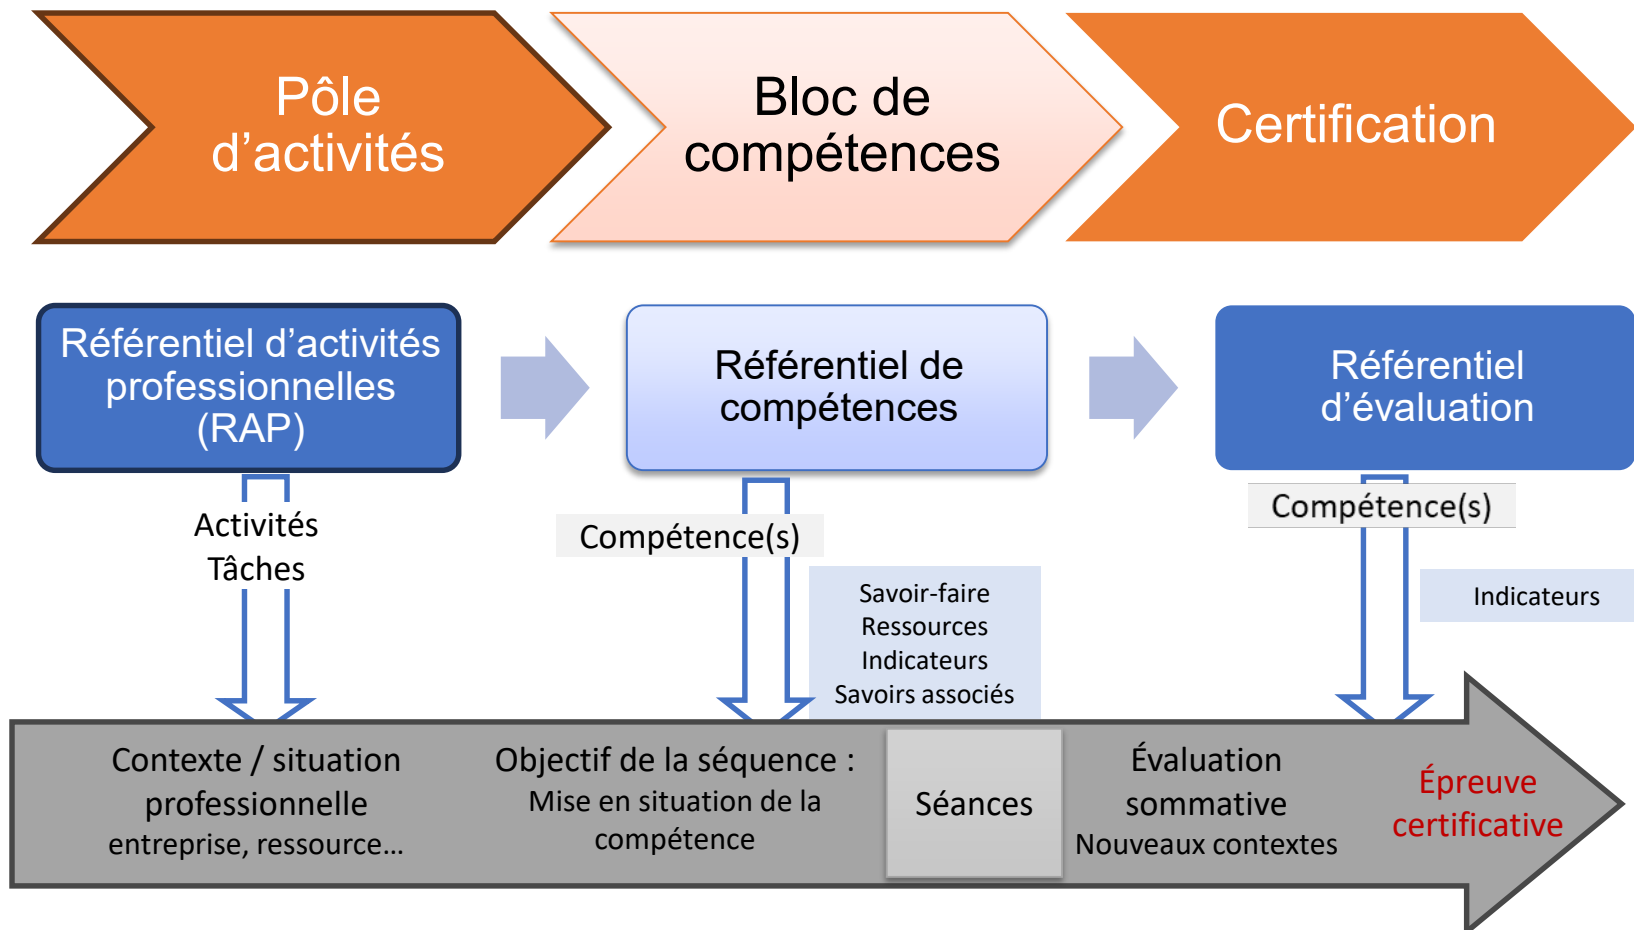 Pôle
d’activités
Bloc de
compétences
Certification
Référentiel d’activités
professionnelles
(RAP)
Référentiel de
compétences
Référentiel
d’évaluation
Activités
Tâches
Compétence(s)
Savoir-faire
Ressources
Indicateurs
Savoirs associés
Compétence(s)
Indicateurs
Contexte / situation
professionnelle
entreprise, ressource…
Objectif de la séquence :
Mise en situation de la
compétence
Séances
Évaluation
sommative
Nouveaux contextes
Épreuve
certificative